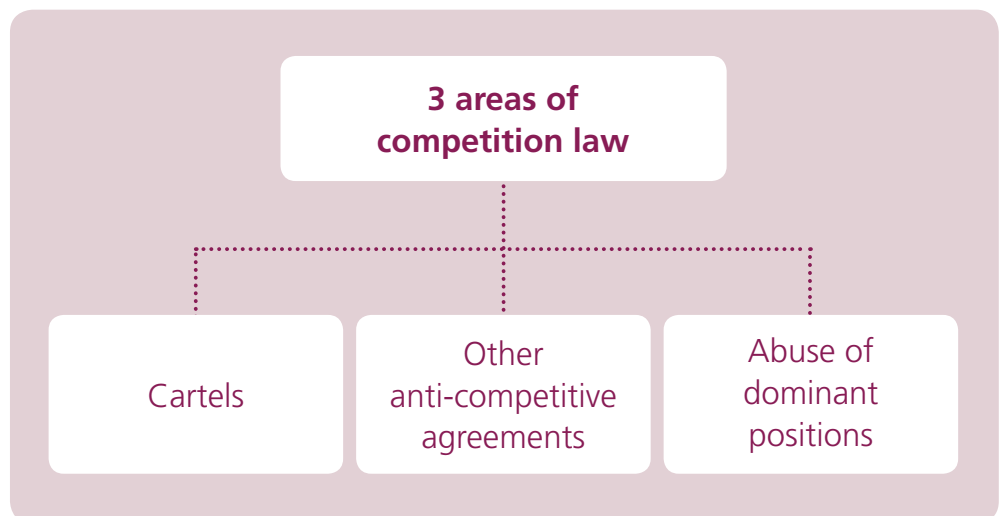 3 areas of
competition law
Cartels
Other
anti-competitive
agreements
Abuse of
dominant
positions